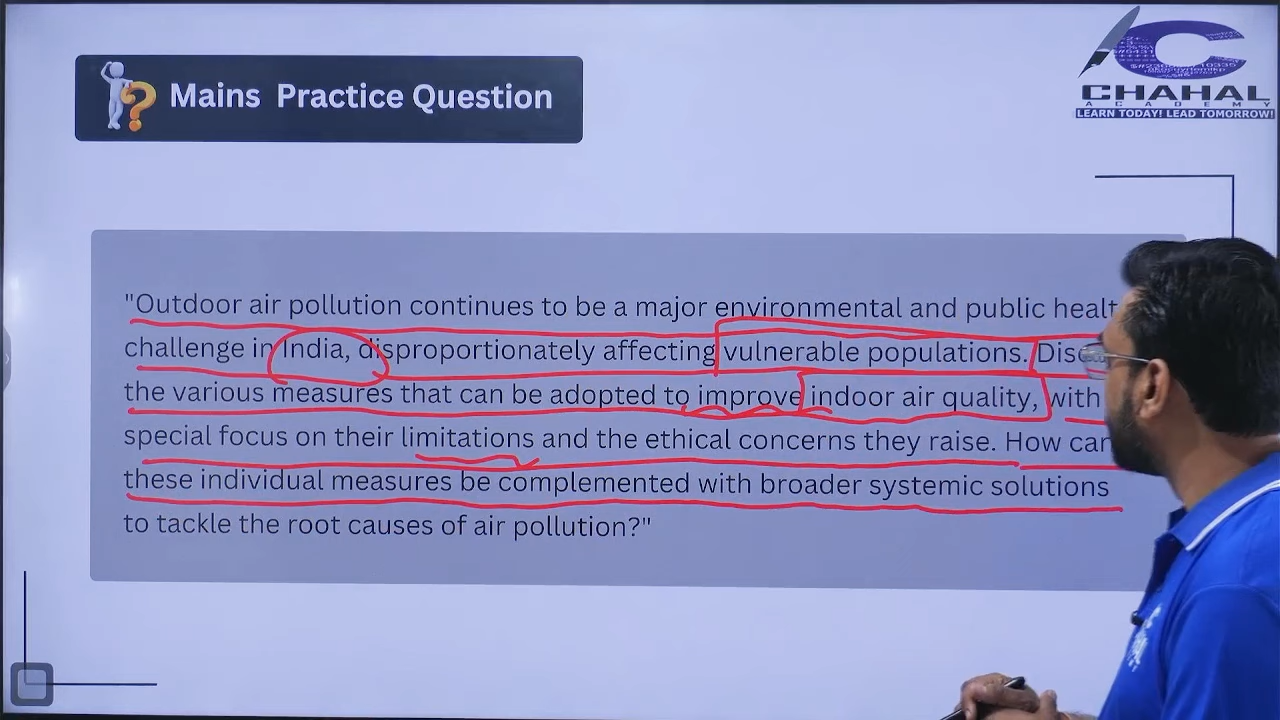 Mains Practice Question
CHAHAL
ACADEMY
LEARN TODAY! LEAD TOMORROW!
"Outdoor air pollution continues to be a major environmental and public healt
challenge in India, disproportionately affecting vulnerable populations. Disc
the various measures that can be adopted to improve indoor air quality, with
special focus on their limitations and the ethical concerns they raise. How can
these individual measures be complemented with broader systemic solutions
to tackle the root causes of air pollution?"